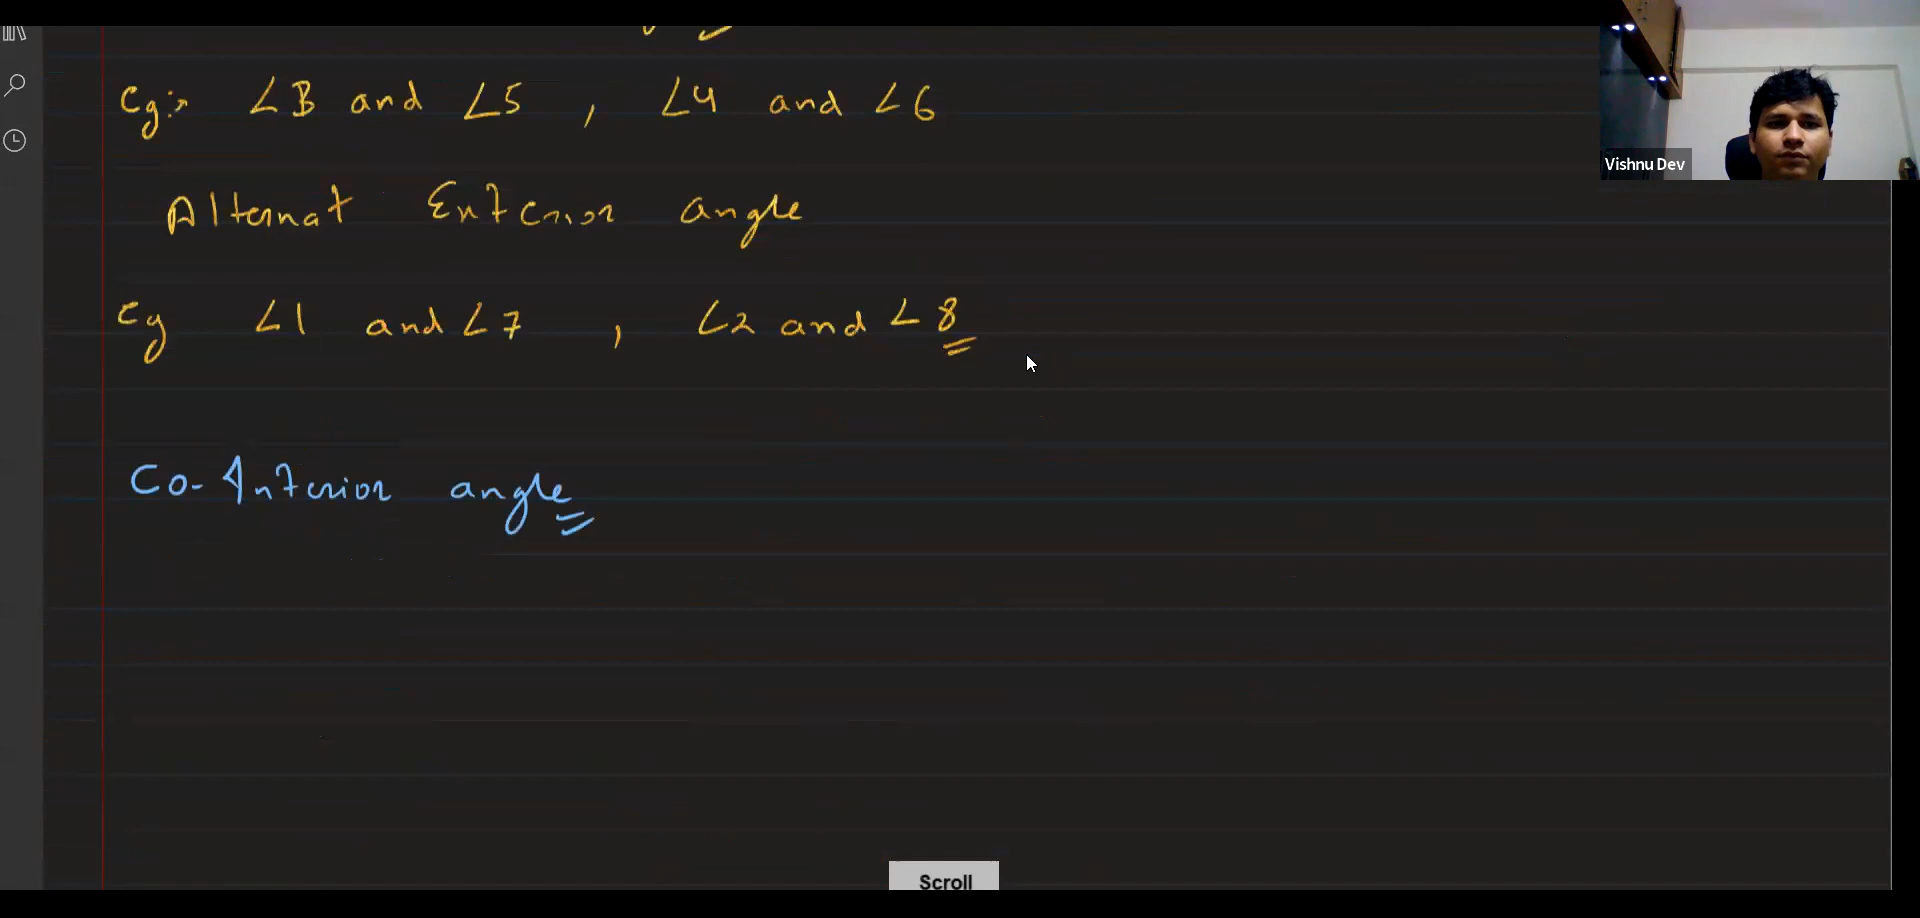 Eg:- ∠B and ∠5 , ∠4 and ∠6
Vishnu Dev
Alternat Exterior angle
Eg ∠1 and ∠7 , ∠2 and ∠8
Co-Interior angle
Scroll